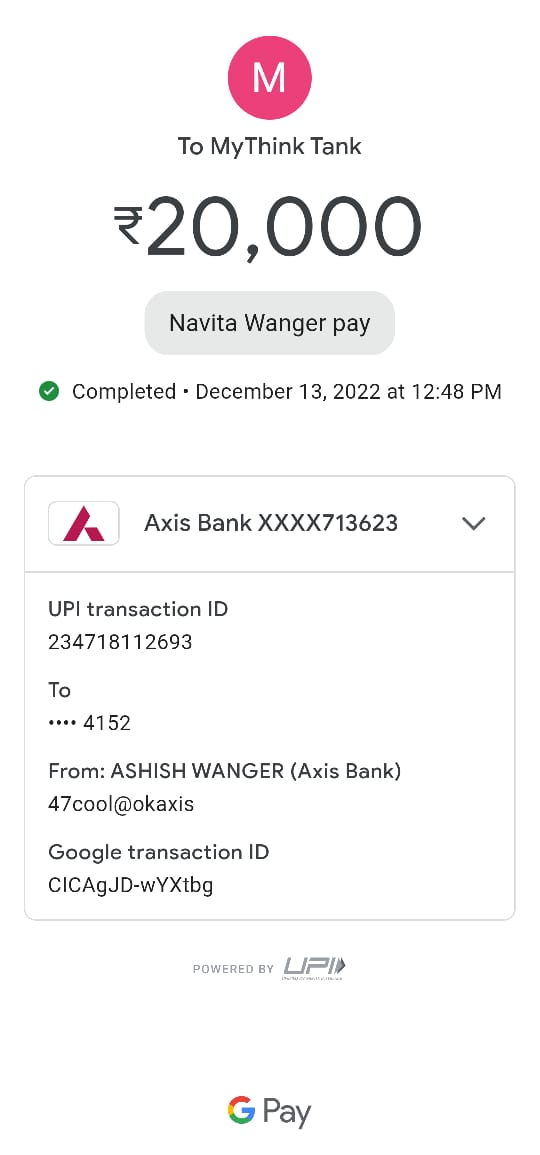 M
To MyThink Tank
₹20,000
Navita Wanger pay
Completed • December 13, 2022 at 12:48 PM
Axis Bank XXXX713623
UPI transaction ID
234718112693
To
•••• 4152
From: ASHISH WANGER (Axis Bank)
47cool@okaxis
Google transaction ID
CICAgJD-wYXtbg
POWERED BY UPI
G Pay